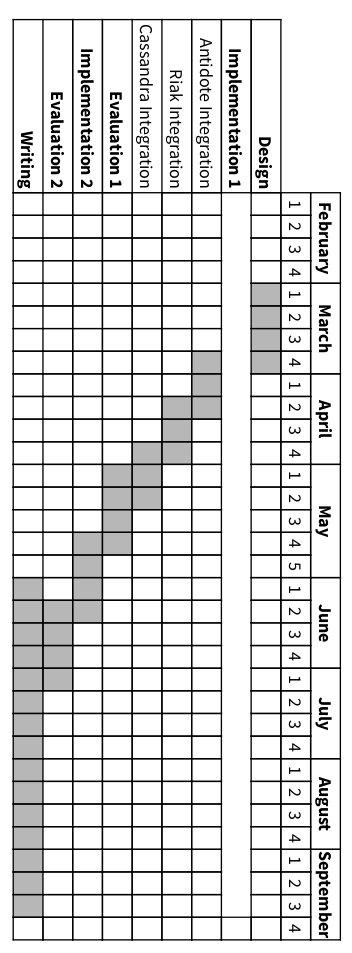 February March April May June July August September
1 2 3 4 1 2 3 4 1 2 3 4 1 2 3 4 5 1 2 3 4 1 2 3 4 1 2 3 4 1 2 3 4
Design
Implementation 1
Antidote Integration
Riak Integration
Cassandra Integration
Evaluation 1
Implementation 2
Evaluation 2
Writing